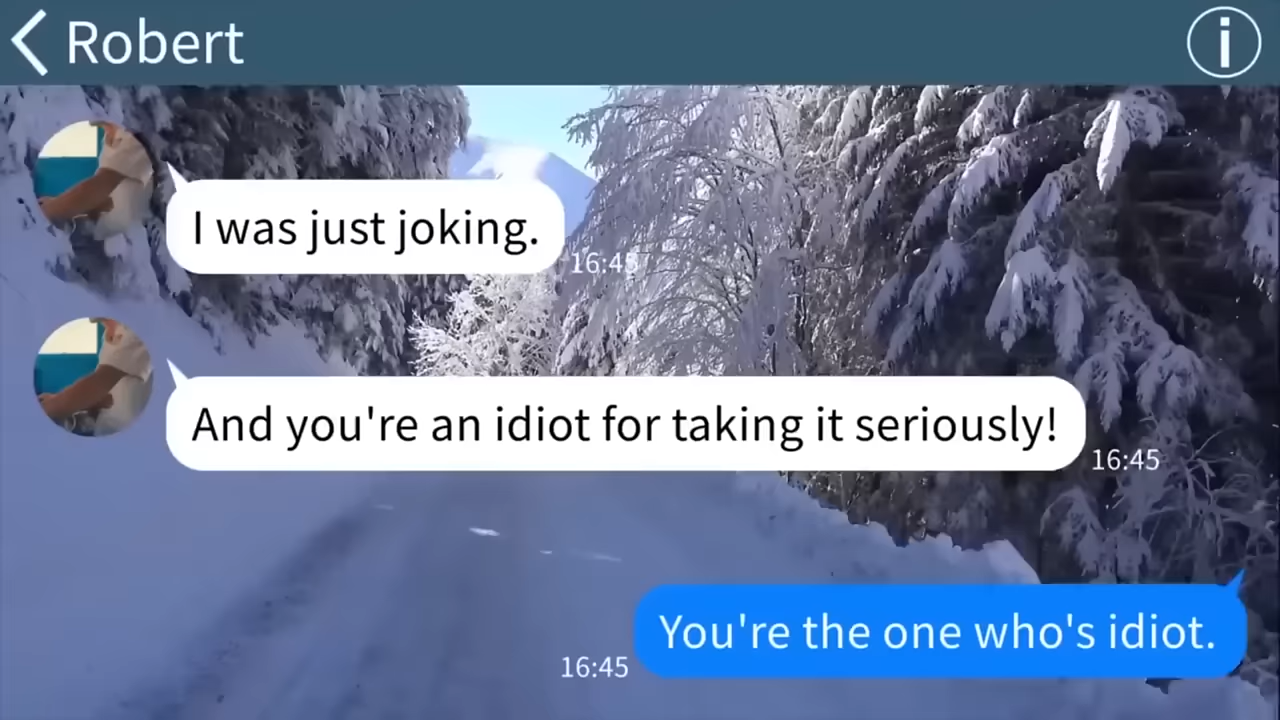 Robert
I was just joking.
16:45
And you're an idiot for taking it seriously!
16:45
You're the one who's idiot.
16:45